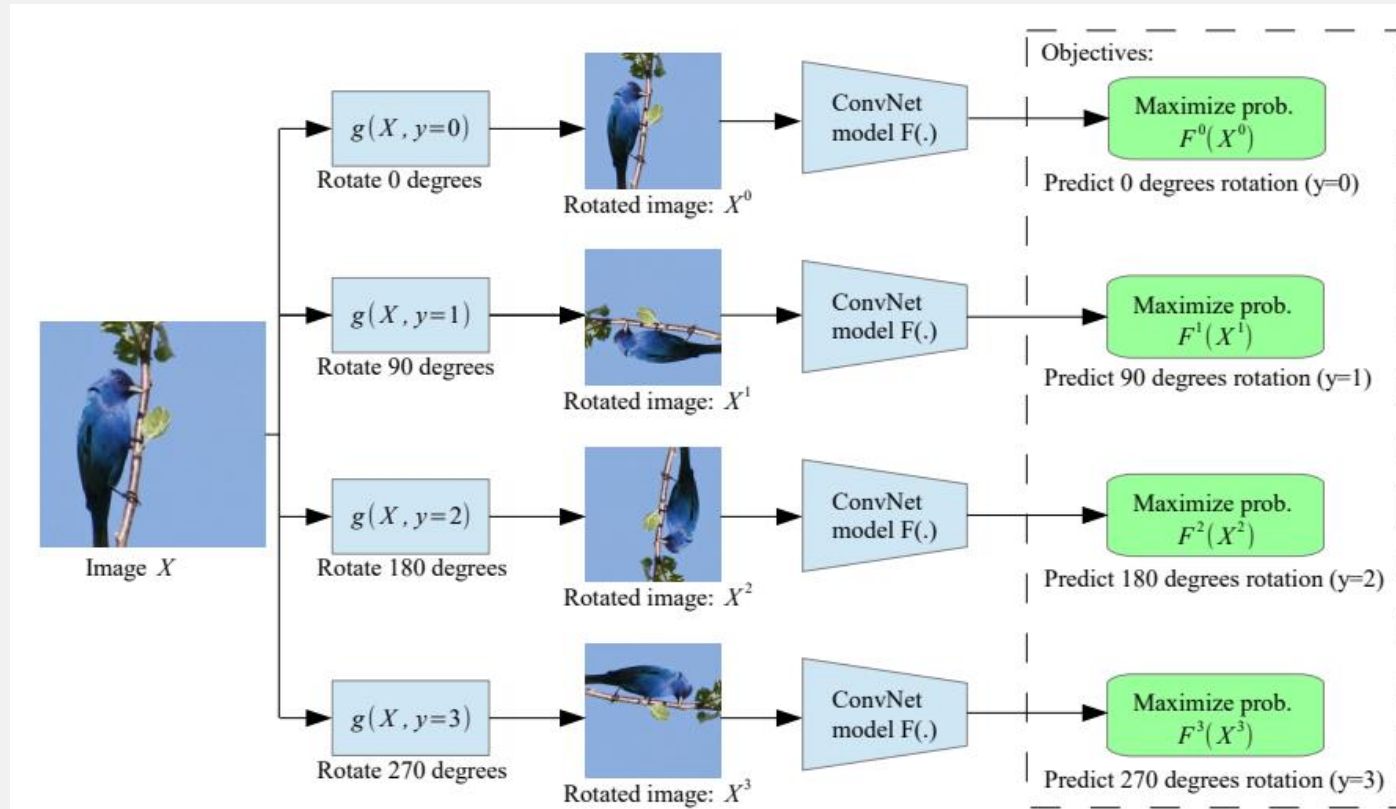 Objectives:
g(X, y=0)
Rotate 0 degrees
Rotated image: X⁰
ConvNet
model F(.)
Maximize prob.
F⁰(X⁰)
Predict 0 degrees rotation (y=0)
g(X, y=1)
Rotate 90 degrees
Rotated image: X¹
ConvNet
model F(.)
Maximize prob.
F¹(X¹)
Predict 90 degrees rotation (y=1)
Image X
g(X, y=2)
Rotate 180 degrees
Rotated image: X²
ConvNet
model F(.)
Maximize prob.
F²(X²)
Predict 180 degrees rotation (y=2)
g(X, y=3)
Rotate 270 degrees
Rotated image: X³
ConvNet
model F(.)
Maximize prob.
F³(X³)
Predict 270 degrees rotation (y=3)